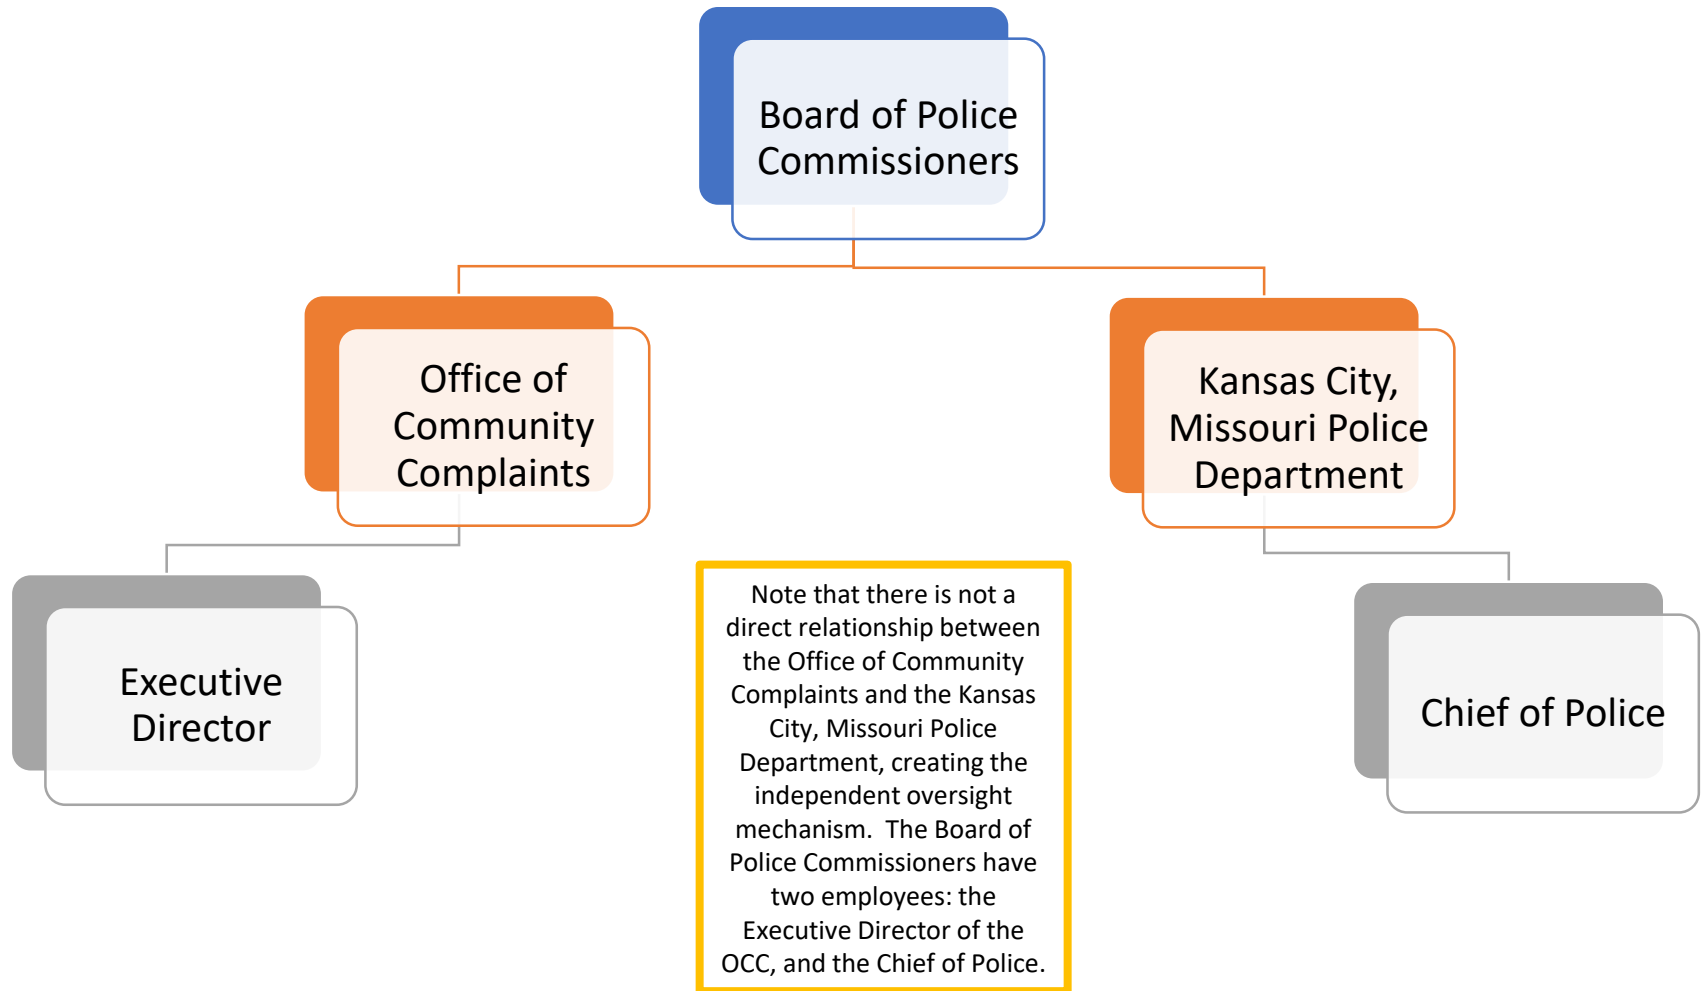 Board of Police
Commissioners
Office of
Community
Complaints
Kansas City,
Missouri Police
Department
Executive
Director
Chief of Police
Note that there is not a
direct relationship between
the Office of Community
Complaints and the Kansas
City, Missouri Police
Department, creating the
independent oversight
mechanism.  The Board of
Police Commissioners have
two employees: the
Executive Director of the
OCC, and the Chief of Police.